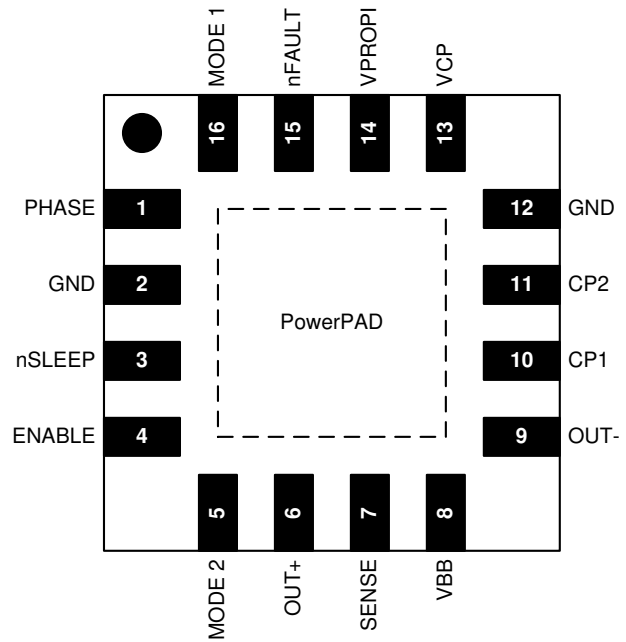 MODE 1
nFAULT
VPROPI
VCP
16
15
14
13
PHASE 1
12 GND
GND 2
11 CP2
PowerPAD
nSLEEP 3
10 CP1
ENABLE 4
9 OUT-
5
6
7
8
MODE 2
OUT+
SENSE
VBB